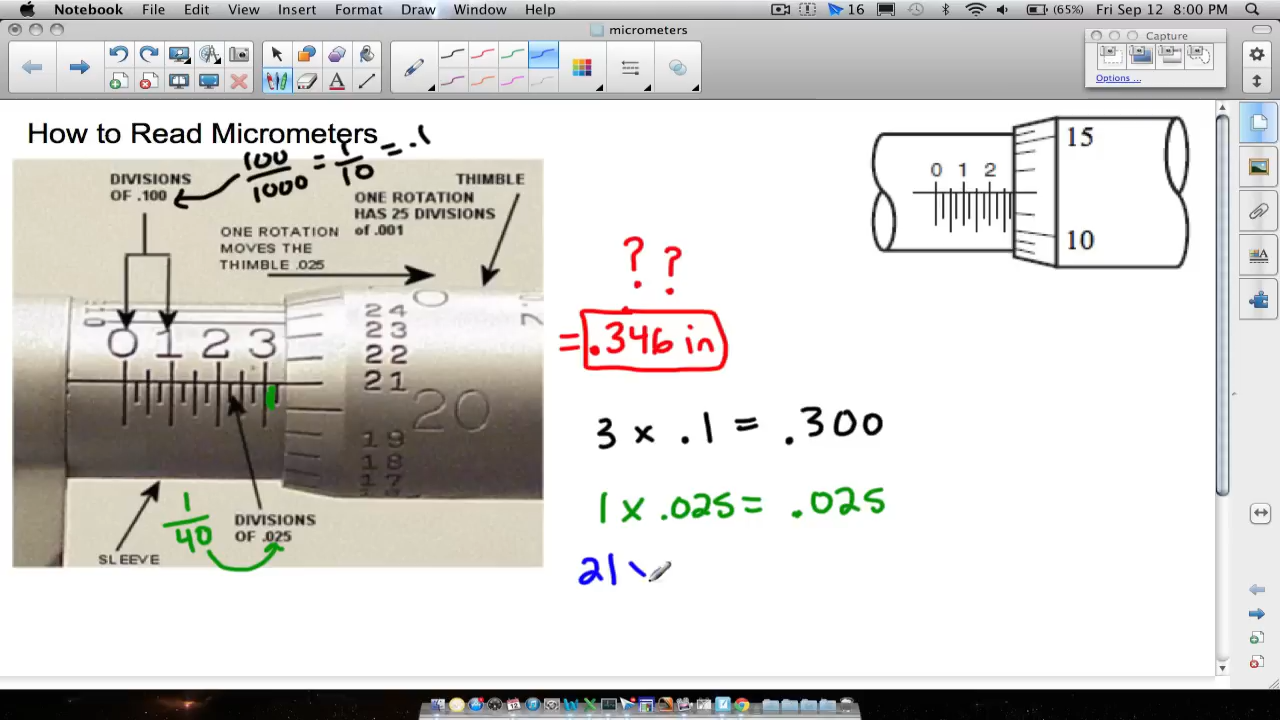 Notebook File Edit View Insert Format Draw Window Help 16 (65%) Fri Sep 12 8:00 PM
micrometers
Capture
Options ...
How to Read Micrometers
100/1000 = 1/10 = .1
DIVISIONS
OF .100
THIMBLE
ONE ROTATION
HAS 25 DIVISIONS
of .001
ONE ROTATION
MOVES THE
THIMBLE .025
0 1 2 3
24
23
22
21
20
19
18
17
0
1/40
DIVISIONS
OF .025
SLEEVE
? ?
= .346 in
3 x .1 = .300
1 x .025 = .025
21
0 1 2
15
10